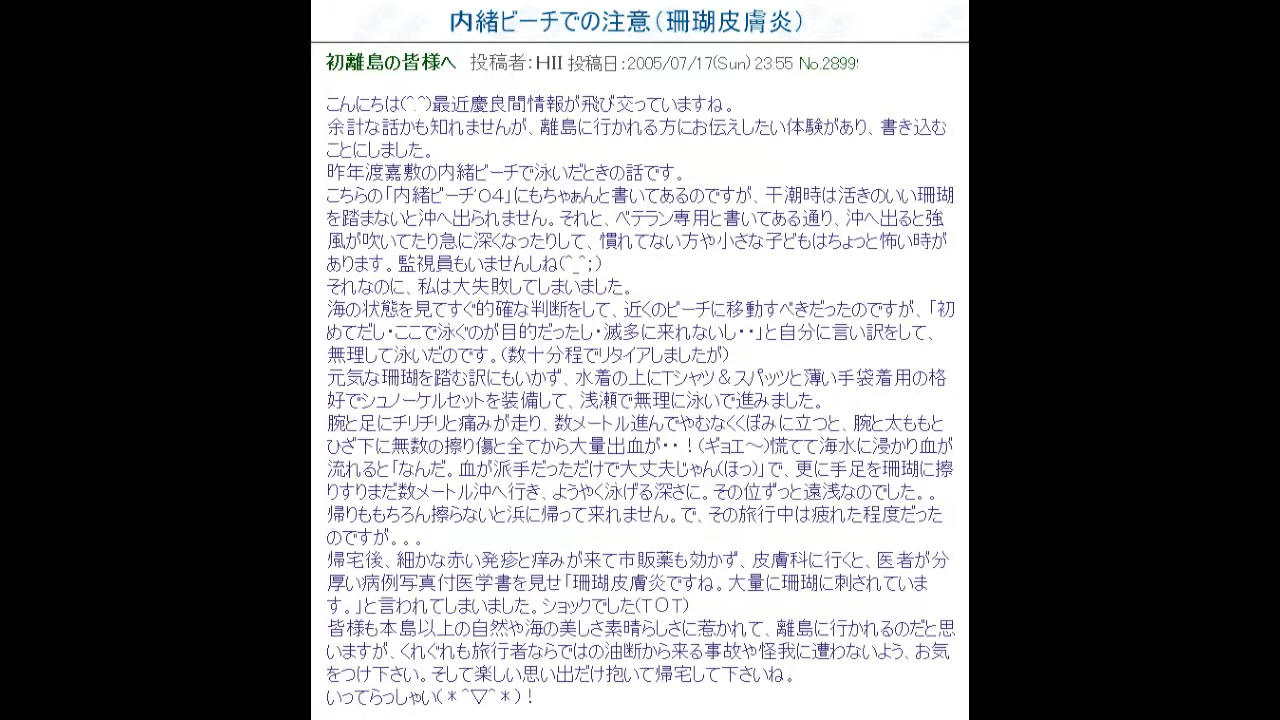 内緒ビーチでの注意(珊瑚皮膚炎)
初離島の皆様へ 投稿者:HII 投稿日:2005/07/17(Sun) 23:55 No.2899
こんにちは(^.^)最近慶良間情報が飛び交っていますね。
余計な話かも知れませんが、離島に行かれる方にお伝えしたい体験があり、書き込む
ことにしました。
昨年渡嘉敷の内緒ビーチで泳いだときの話です。
こちらの「内緒ビーチ'04」にもちゃぁんと書いてあるのですが、干潮時は活きのいい珊瑚
を踏まないと沖へ出られません。それと、ベテラン専用と書いてある通り、沖へ出ると強
風が吹いてたり急に深くなったりして、慣れてない方や小さな子どもはちょっと怖い時が
あります。監視員もいませんしね(^_^;)
それなのに、私は大失敗してしまいました。
海の状態を見てすぐ的確な判断をして、近くのビーチに移動すべきだったのですが、「初
めてだし・ここで泳ぐのが目的だったし・滅多に来れないし・・」と自分に言い訳をして、
無理して泳いだのです。(数十分程でリタイアしましたが)
元気な珊瑚を踏む訳にもいかず、水着の上にTシャツ＆スパッツと薄い手袋着用の格
好でシュノーケルセットを装備して、浅瀬で無理に泳いで進みました。
腕と足にチリチリと痛みが走り、数メートル進んでやむなくくぼみに立つと、腕と太ももと
ひざ下に無数の擦り傷と全てから大量出血が・・！(ギョエ～)慌てて海水に浸かり血が
流れると「なんだ。血が派手だっただけで大丈夫じゃん(ほっ)」で、更に手足を珊瑚に擦
りすりまだ数メートル沖へ行き、ようやく泳げる深さに。その位ずっと遠浅なのでした。。
帰りももちろん擦らないと浜に帰って来れません。で、その旅行中は疲れた程度だった
のですが。。。
帰宅後、細かな赤い発疹と痒みが来て市販薬も効かず、皮膚科に行くと、医者が分
厚い病例写真付医学書を見せ「珊瑚皮膚炎ですね。大量に珊瑚に刺されていま
す。」と言われてしまいました。ショックでした(TOT)
皆様も本島以上の自然や海の美しさ素晴らしさに惹かれて、離島に行かれるのだと思
いますが、くれぐれも旅行者ならではの油断から来る事故や怪我に遭わないよう、お気
をつけ下さい。そして楽しい思い出だけ抱いて帰宅して下さいね。
いってらっしゃい(＊^▽^＊)！